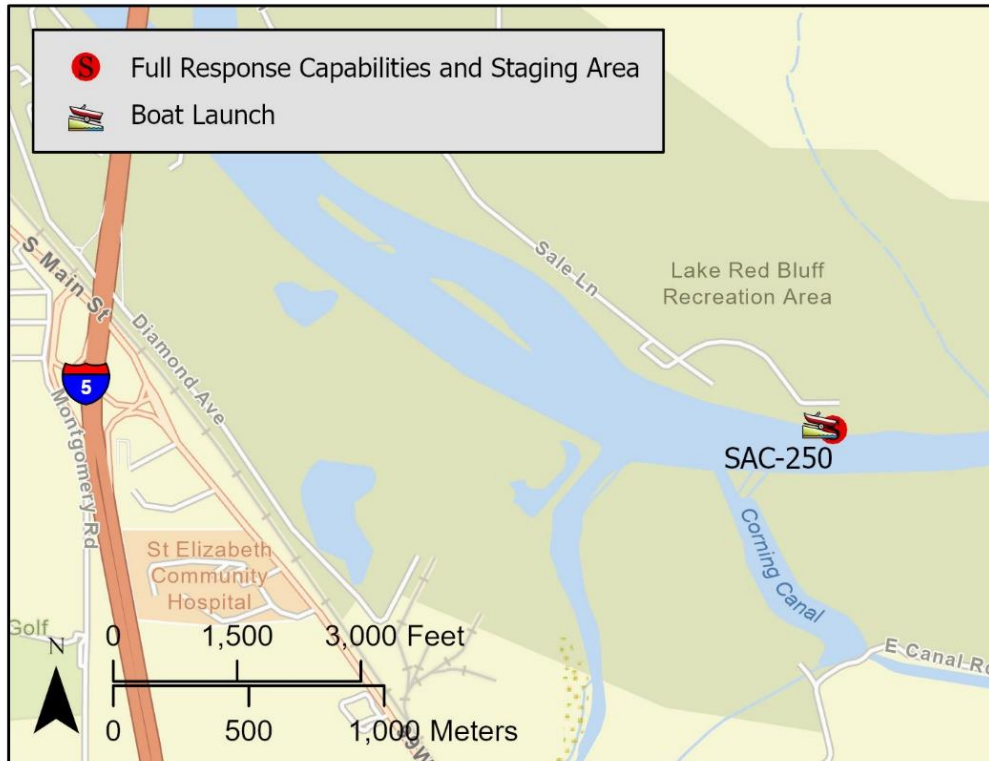 S Full Response Capabilities and Staging Area
Boat Launch
S Main St
Diamond Ave
5
Montgomery Rd
Sale Ln
Lake Red Bluff
Recreation Area
S
SAC-250
Corning Canal
E Canal Rd
St Elizabeth
Community
Hospital
Golf
N
0 1,500 3,000 Feet
0 500 1,000 Meters
99W